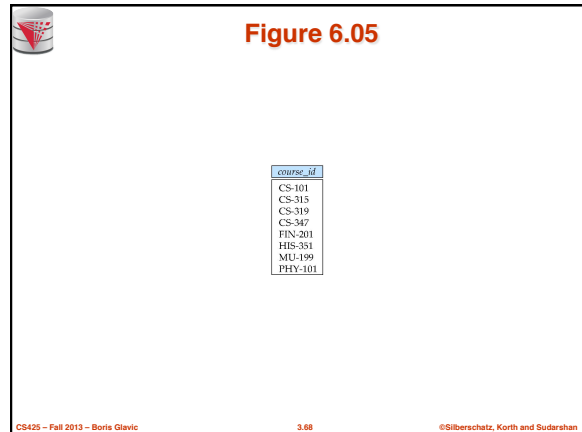 Figure 6.05
course_id
CS-101
CS-315
CS-319
CS-347
FIN-201
HIS-351
MU-199
PHY-101
CS425 – Fall 2013 – Boris Glavic
3.68
©Silberschatz, Korth and Sudarshan